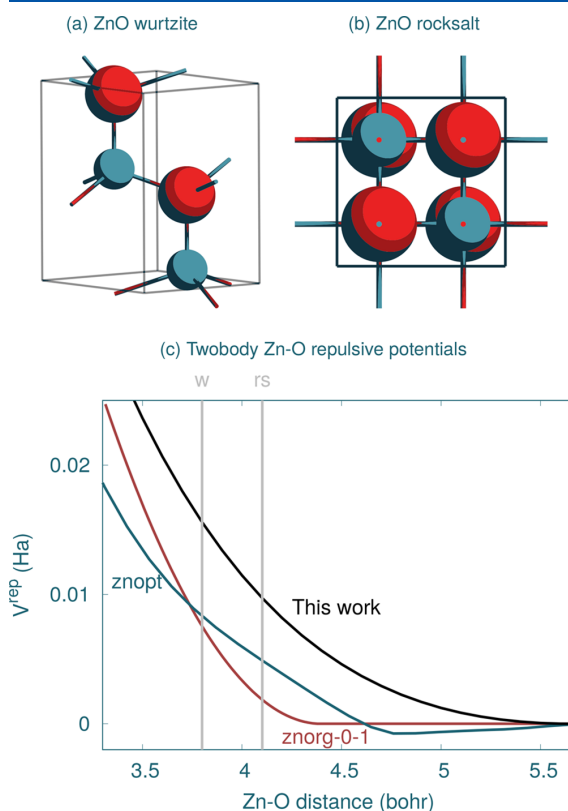 (a) ZnO wurtzite
(b) ZnO rocksalt
(c) Twobody Zn-O repulsive potentials
w rs
0.02
0.01
0
V^rep (Ha)
znopt
This work
znorg-0-1
3.5 4 4.5 5 5.5
Zn-O distance (bohr)